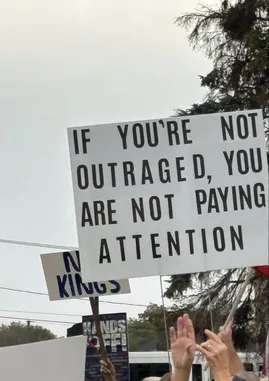 IF YOU'RE NOT
OUTRAGED, YOU
ARE NOT PAYING
ATTENTION
N
KINGS
HANDS
OFF!